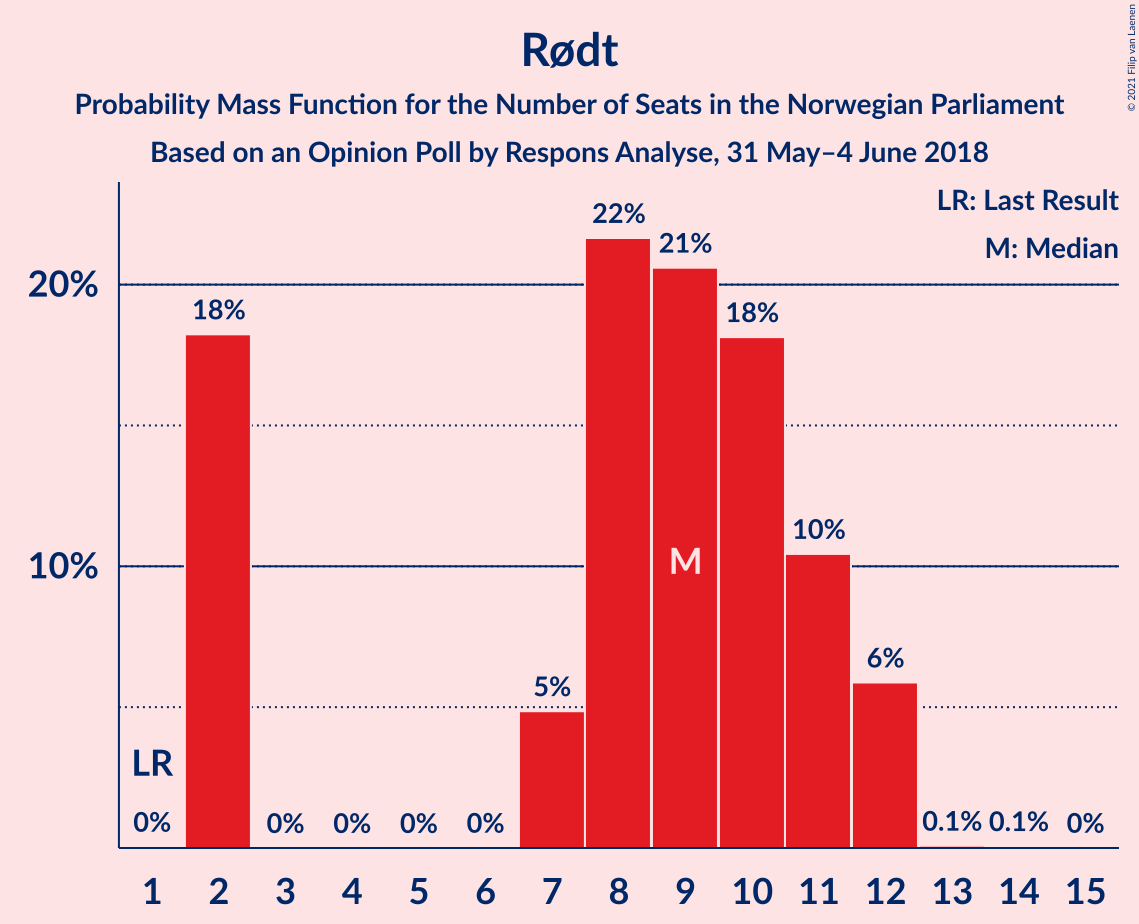 © 2021 Filip van Laenen
Rødt
Probability Mass Function for the Number of Seats in the Norwegian Parliament
Based on an Opinion Poll by Respons Analyse, 31 May–4 June 2018
LR: Last Result
M: Median
22%
21%
20%
18%
18%
10%
10%
M
6%
5%
LR
0%
0%
0%
0%
0%
0.1%
0.1%
0%
1 2 3 4 5 6 7 8 9 10 11 12 13 14 15